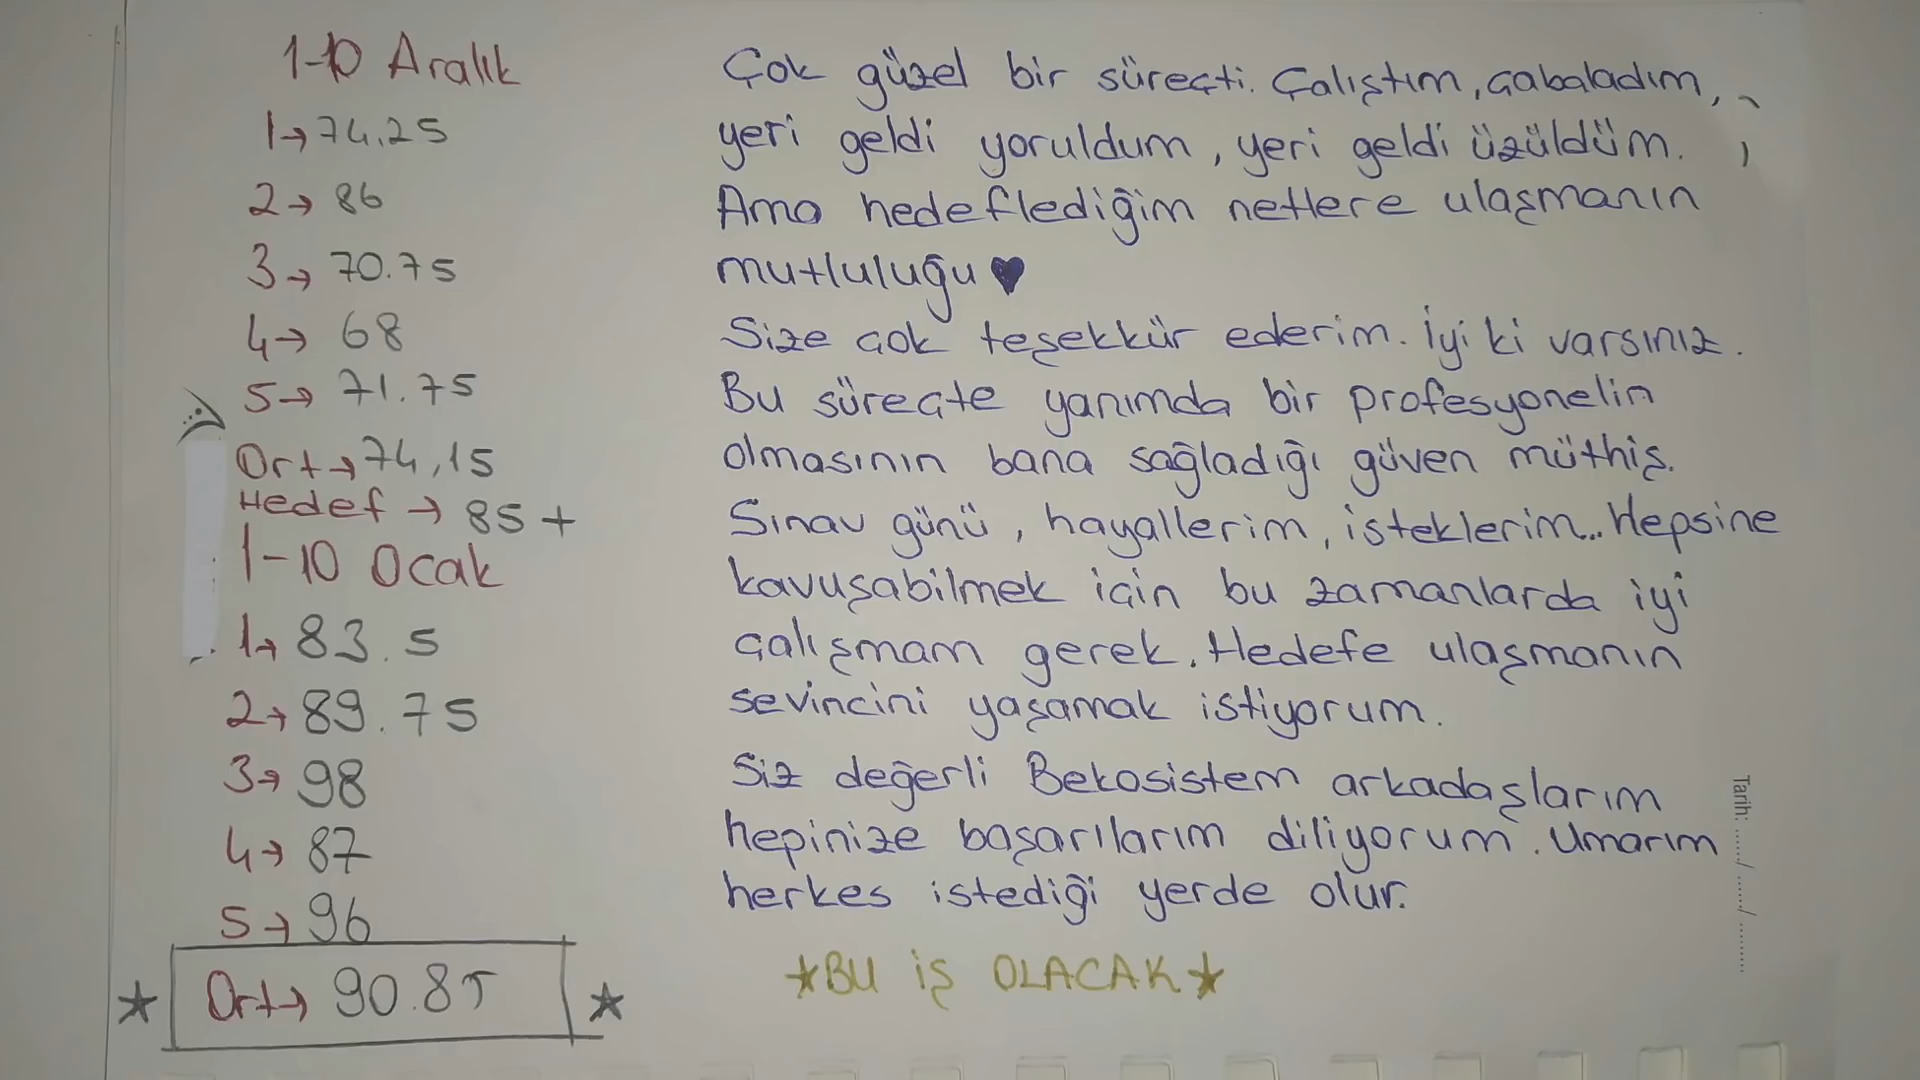 1-10 Aralık
1→74,25
2→ 86
3→ 70.75
4→ 68
5→ 71.75
Ort→74,15
Hedef → 85+
1-10 Ocak
1→ 83.5
2→ 89.75
3→ 98
4→ 87
5→ 96
★ Ort→ 90.85 ★
Çok güzel bir süreçti. Çalıştım, çabaladım,
yeri geldi yoruldum, yeri geldi üzüldüm.
Ama hedeflediğim netlere ulaşmanın
mutluluğu ♥
Size çok teşekkür ederim. İyi ki varsınız.
Bu süreçte yanımda bir profesyonelin
olmasının bana sağladığı güven müthiş.
Sınav günü, hayallerim, isteklerim... Hepsine
kavuşabilmek için bu zamanlarda iyi
çalışmam gerek. Hedefe ulaşmanın
sevincini yaşamak istiyorum.
Siz değerli Bekosistem arkadaşlarım
hepinize başarılarım diliyorum. Umarım
herkes istediği yerde olur.
★BU İŞ OLACAK★
Tarih: ....../ ....../ ........